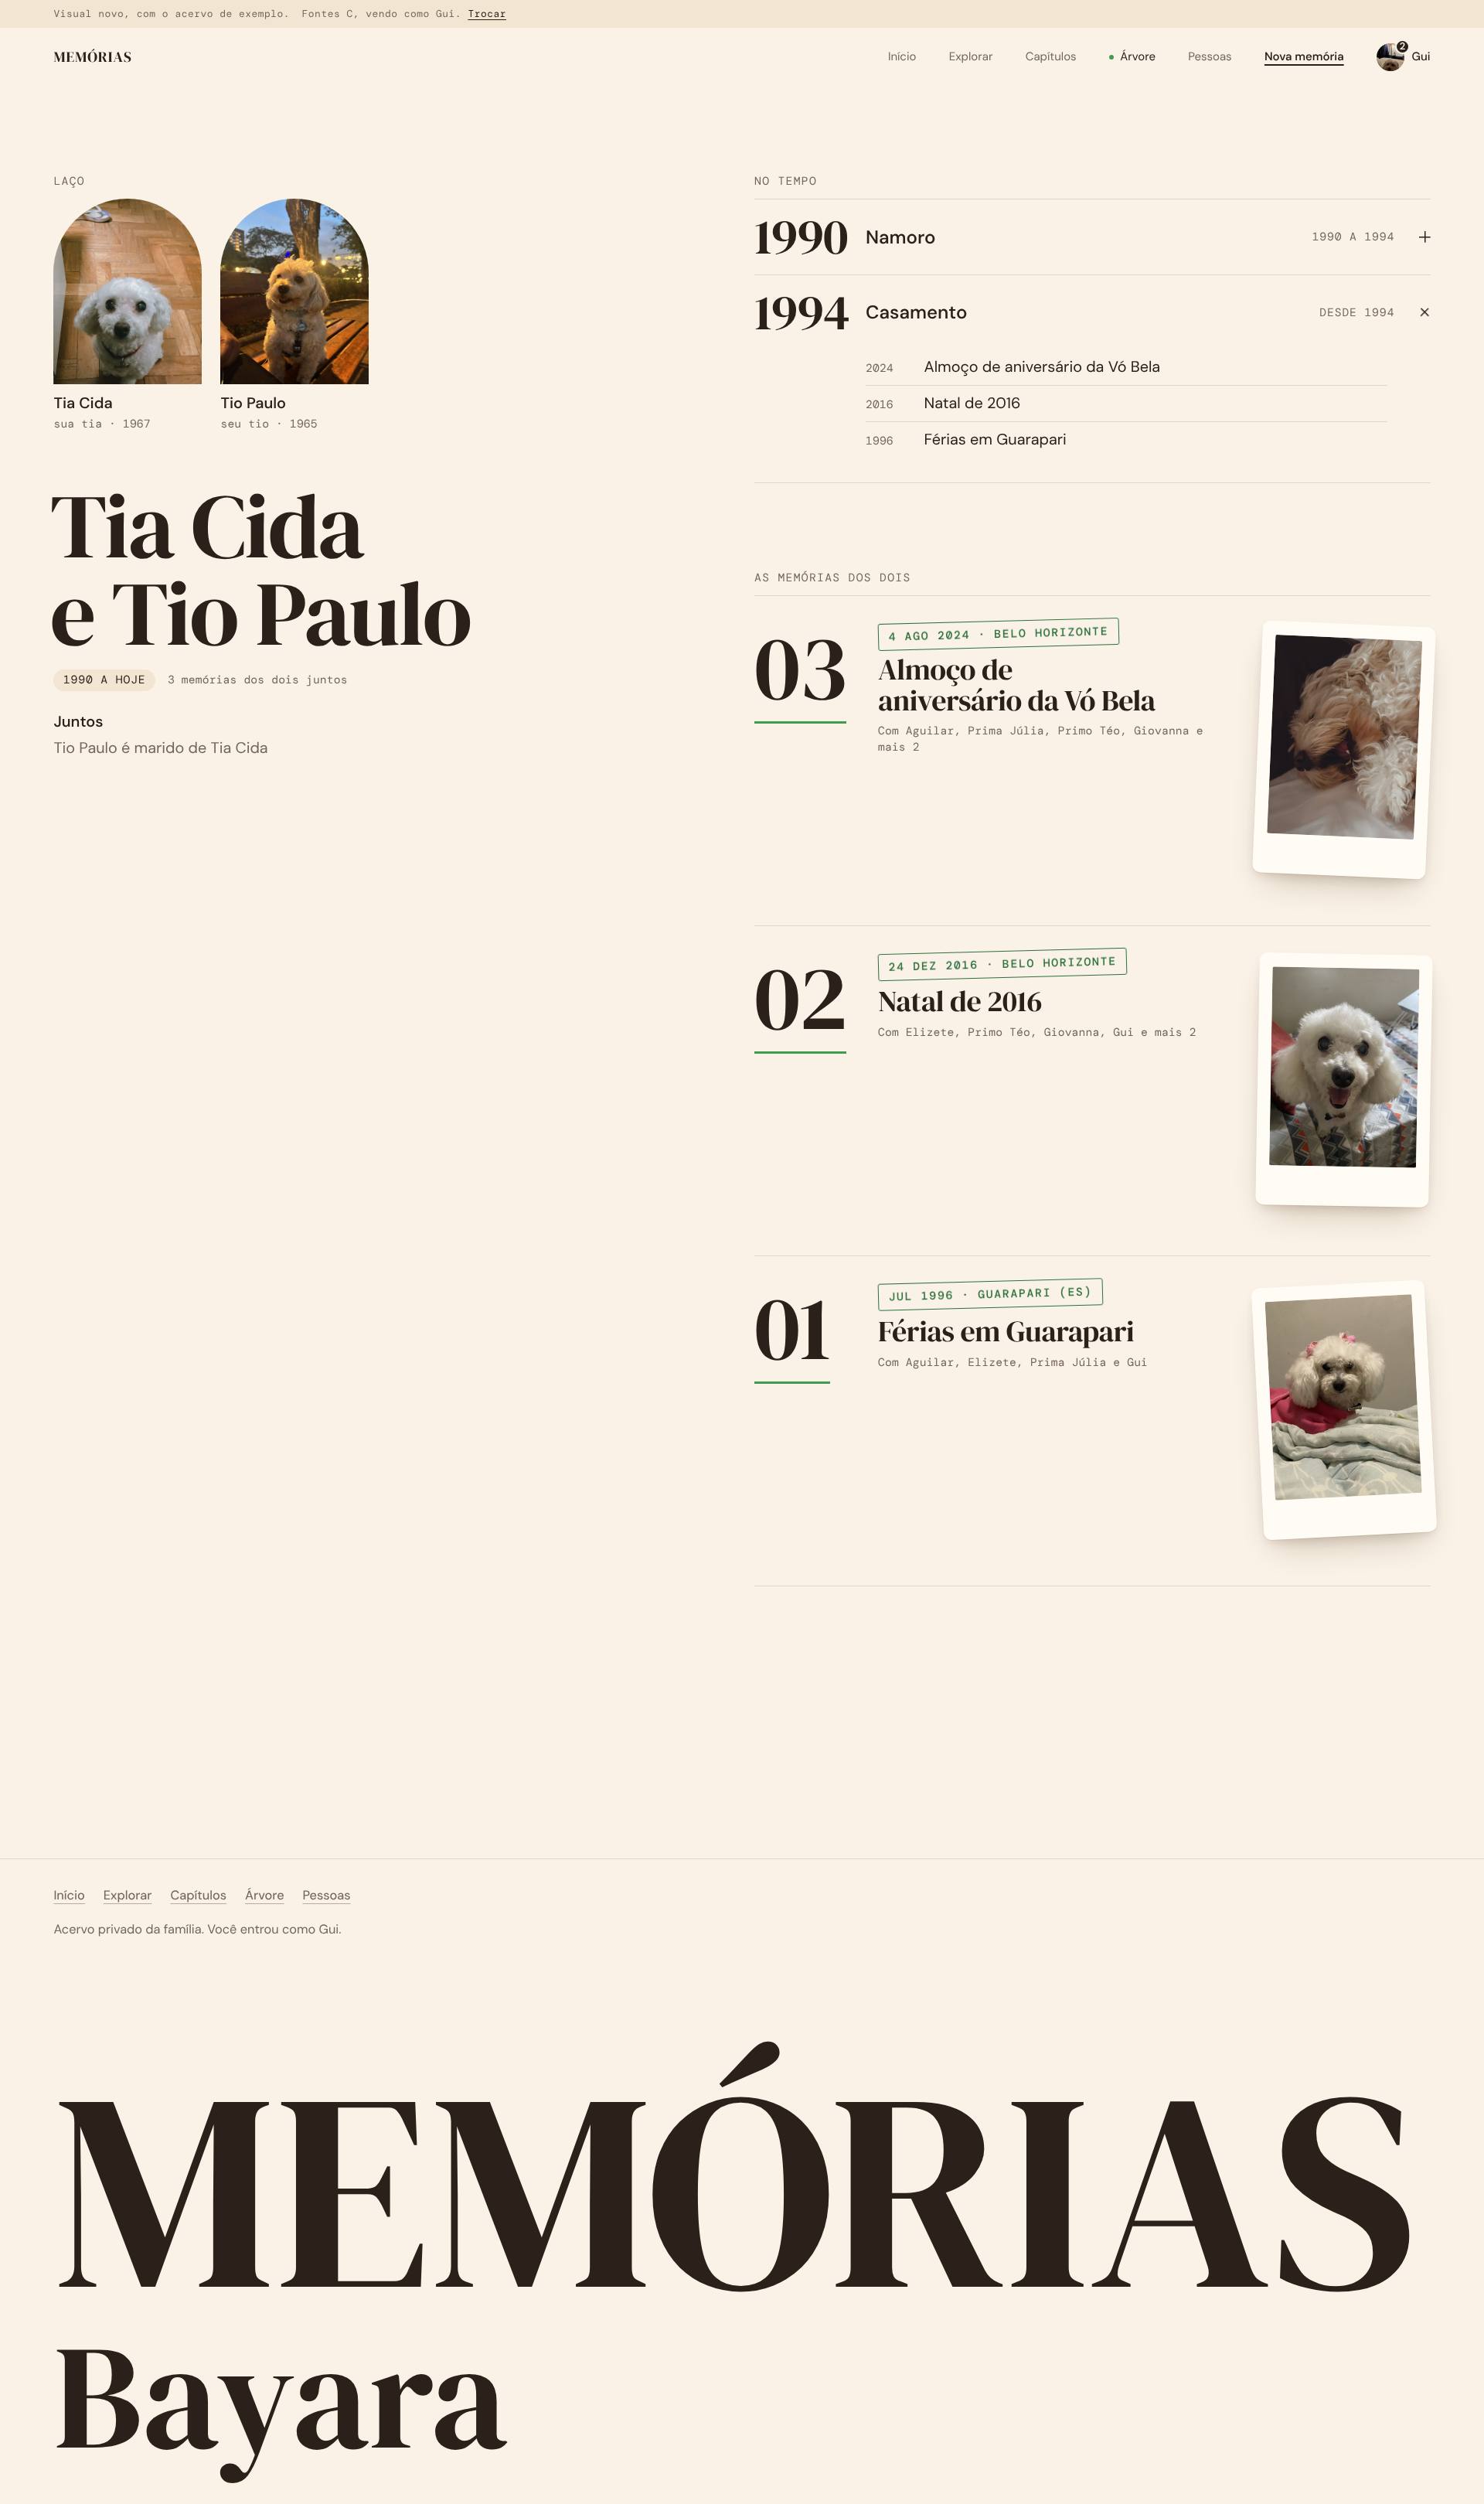 Visual novo, com o acervo de exemplo. Fontes C, vendo como Gui. Trocar
MEMÓRIAS
Início
Explorar
Capítulos
Árvore
Pessoas
Nova memória
2
Gui
LAÇO
Tia Cida
sua tia · 1967
Tio Paulo
seu tio · 1965
Tia Cida
e Tio Paulo
1990 A HOJE
3 memórias dos dois juntos
Juntos
Tio Paulo é marido de Tia Cida
NO TEMPO
1990 Namoro 1990 A 1994
1994 Casamento DESDE 1994
2024 Almoço de aniversário da Vó Bela
2016 Natal de 2016
1996 Férias em Guarapari
AS MEMÓRIAS DOS DOIS
03
4 AGO 2024 · BELO HORIZONTE
Almoço de
aniversário da Vó Bela
Com Aguilar, Prima Júlia, Primo Téo, Giovanna e
mais 2
02
24 DEZ 2016 · BELO HORIZONTE
Natal de 2016
Com Elizete, Primo Téo, Giovanna, Gui e mais 2
01
JUL 1996 · GUARAPARI (ES)
Férias em Guarapari
Com Aguilar, Elizete, Prima Júlia e Gui
Início Explorar Capítulos Árvore Pessoas
Acervo privado da família. Você entrou como Gui.
MEMÓRIAS
Bayara